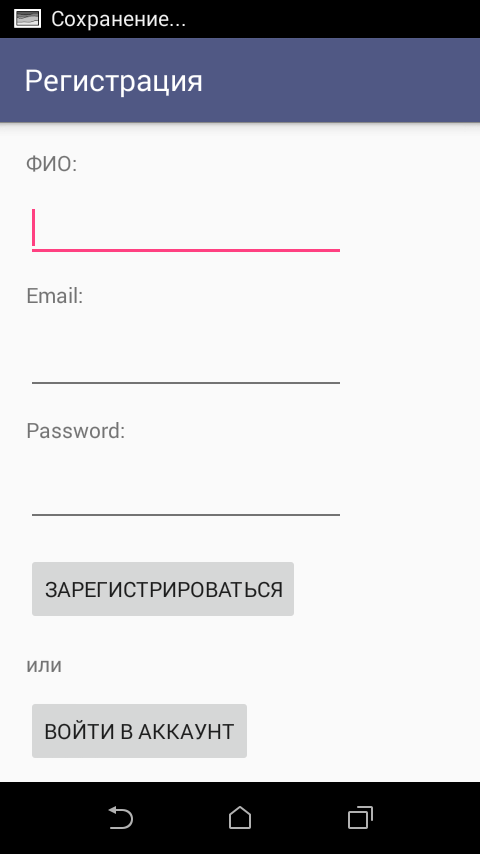 Сохранение...
Регистрация
ФИО:
Email:
Password:
ЗАРЕГИСТРИРОВАТЬСЯ
или
ВОЙТИ В АККАУНТ